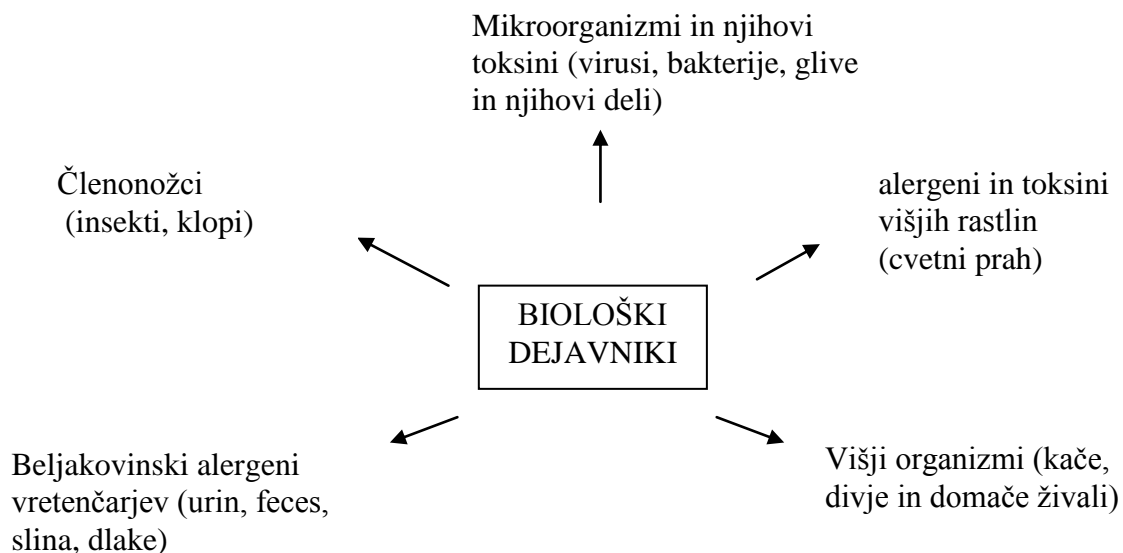 Mikroorganizmi in njihovi
toksini (virusi, bakterije, glive
in njihovi deli)
Členonožci
(insekti, klopi)
alergeni in toksini
višjih rastlin
(cvetni prah)
BIOLOŠKI
DEJAVNIKI
Beljakovinski alergeni
vretenčarjev (urin, feces,
slina, dlake)
Višji organizmi (kače,
divje in domače živali)